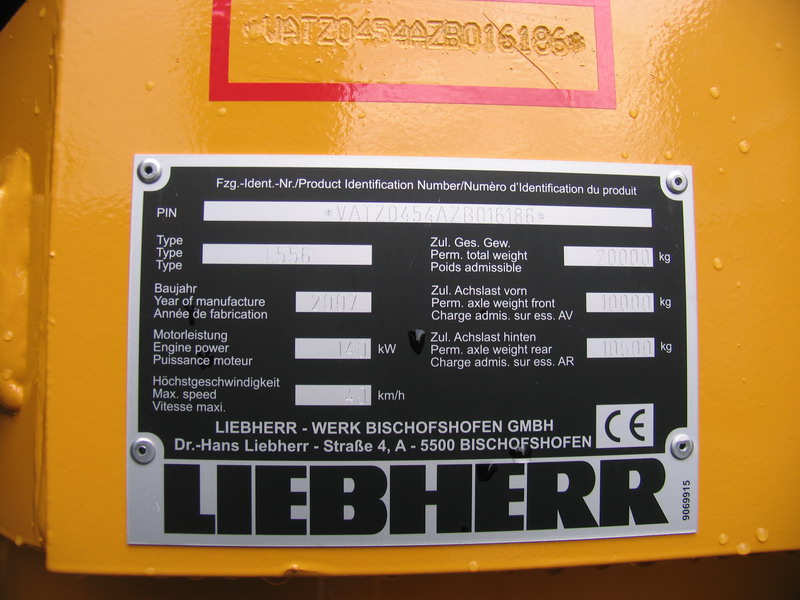 *VATZ0454AZB016186*
Fzg.-Ident.-Nr./Product Identification Number/Numèro d'Identification du produit
PIN *VATZ0454AZB016186*
Type
Type L556
Type
Zul. Ges. Gew.
Perm. total weight 20000 kg
Poids admissible
Baujahr
Year of manufacture 2007
Année de fabrication
Zul. Achslast vorn
Perm. axle weight front 10000 kg
Charge admis. sur ess. AV
Motorleistung
Engine power 140 kW
Puissance moteur
Zul. Achslast hinten
Perm. axle weight rear 10500 kg
Charge admis. sur ess. AR
Höchstgeschwindigkeit
Max. speed km/h
Vitesse maxi.
LIEBHERR - WERK BISCHOFSHOFEN GMBH
Dr.-Hans Liebherr - Straße 4, A - 5500 BISCHOFSHOFEN
CE
LIEBHERR
9069915